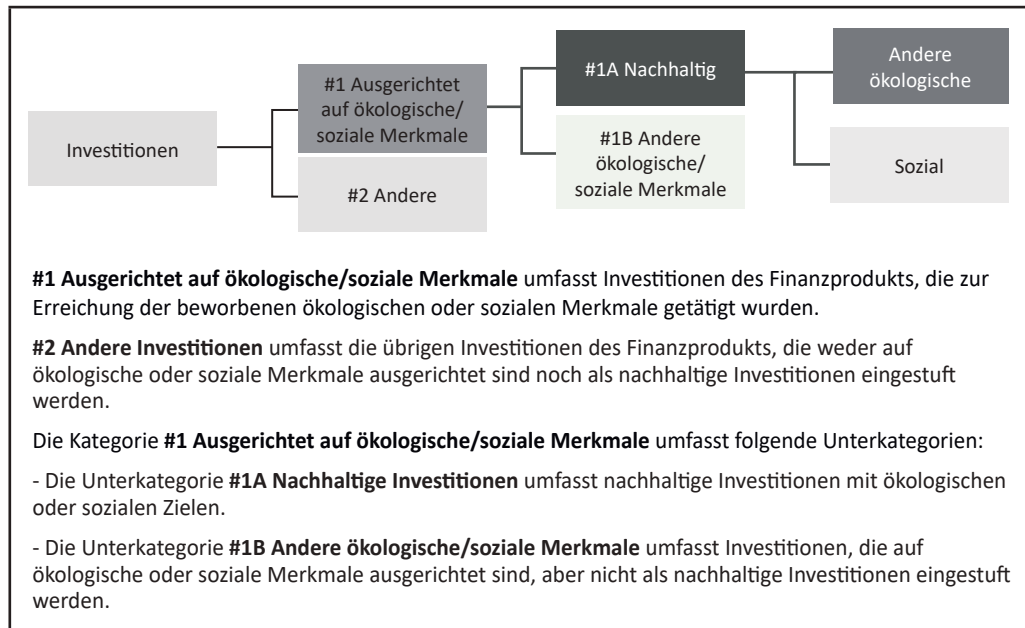 Investitionen
#1 Ausgerichtet
auf ökologische/
soziale Merkmale
#2 Andere
#1A Nachhaltig
#1B Andere
ökologische/
soziale Merkmale
Andere
ökologische
Sozial
#1 Ausgerichtet auf ökologische/soziale Merkmale umfasst Investitionen des Finanzprodukts, die zur
Erreichung der beworbenen ökologischen oder sozialen Merkmale getätigt wurden.
#2 Andere Investitionen umfasst die übrigen Investitionen des Finanzprodukts, die weder auf
ökologische oder soziale Merkmale ausgerichtet sind noch als nachhaltige Investitionen eingestuft
werden.
Die Kategorie #1 Ausgerichtet auf ökologische/soziale Merkmale umfasst folgende Unterkategorien:
- Die Unterkategorie #1A Nachhaltige Investitionen umfasst nachhaltige Investitionen mit ökologischen
oder sozialen Zielen.
- Die Unterkategorie #1B Andere ökologische/soziale Merkmale umfasst Investitionen, die auf
ökologische oder soziale Merkmale ausgerichtet sind, aber nicht als nachhaltige Investitionen eingestuft
werden.